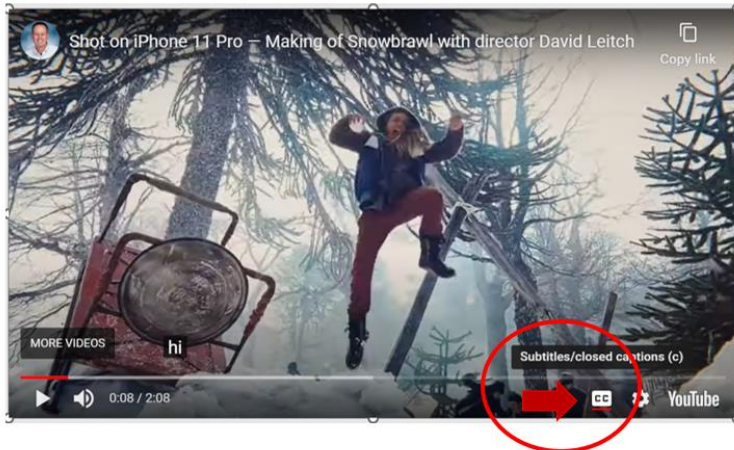 Shot on iPhone 11 Pro — Making of Snowbrawl with director David Leitch
Copy link
MORE VIDEOS
hi
Subtitles/closed captions (c)
0:08 / 2:08
CC
YouTube